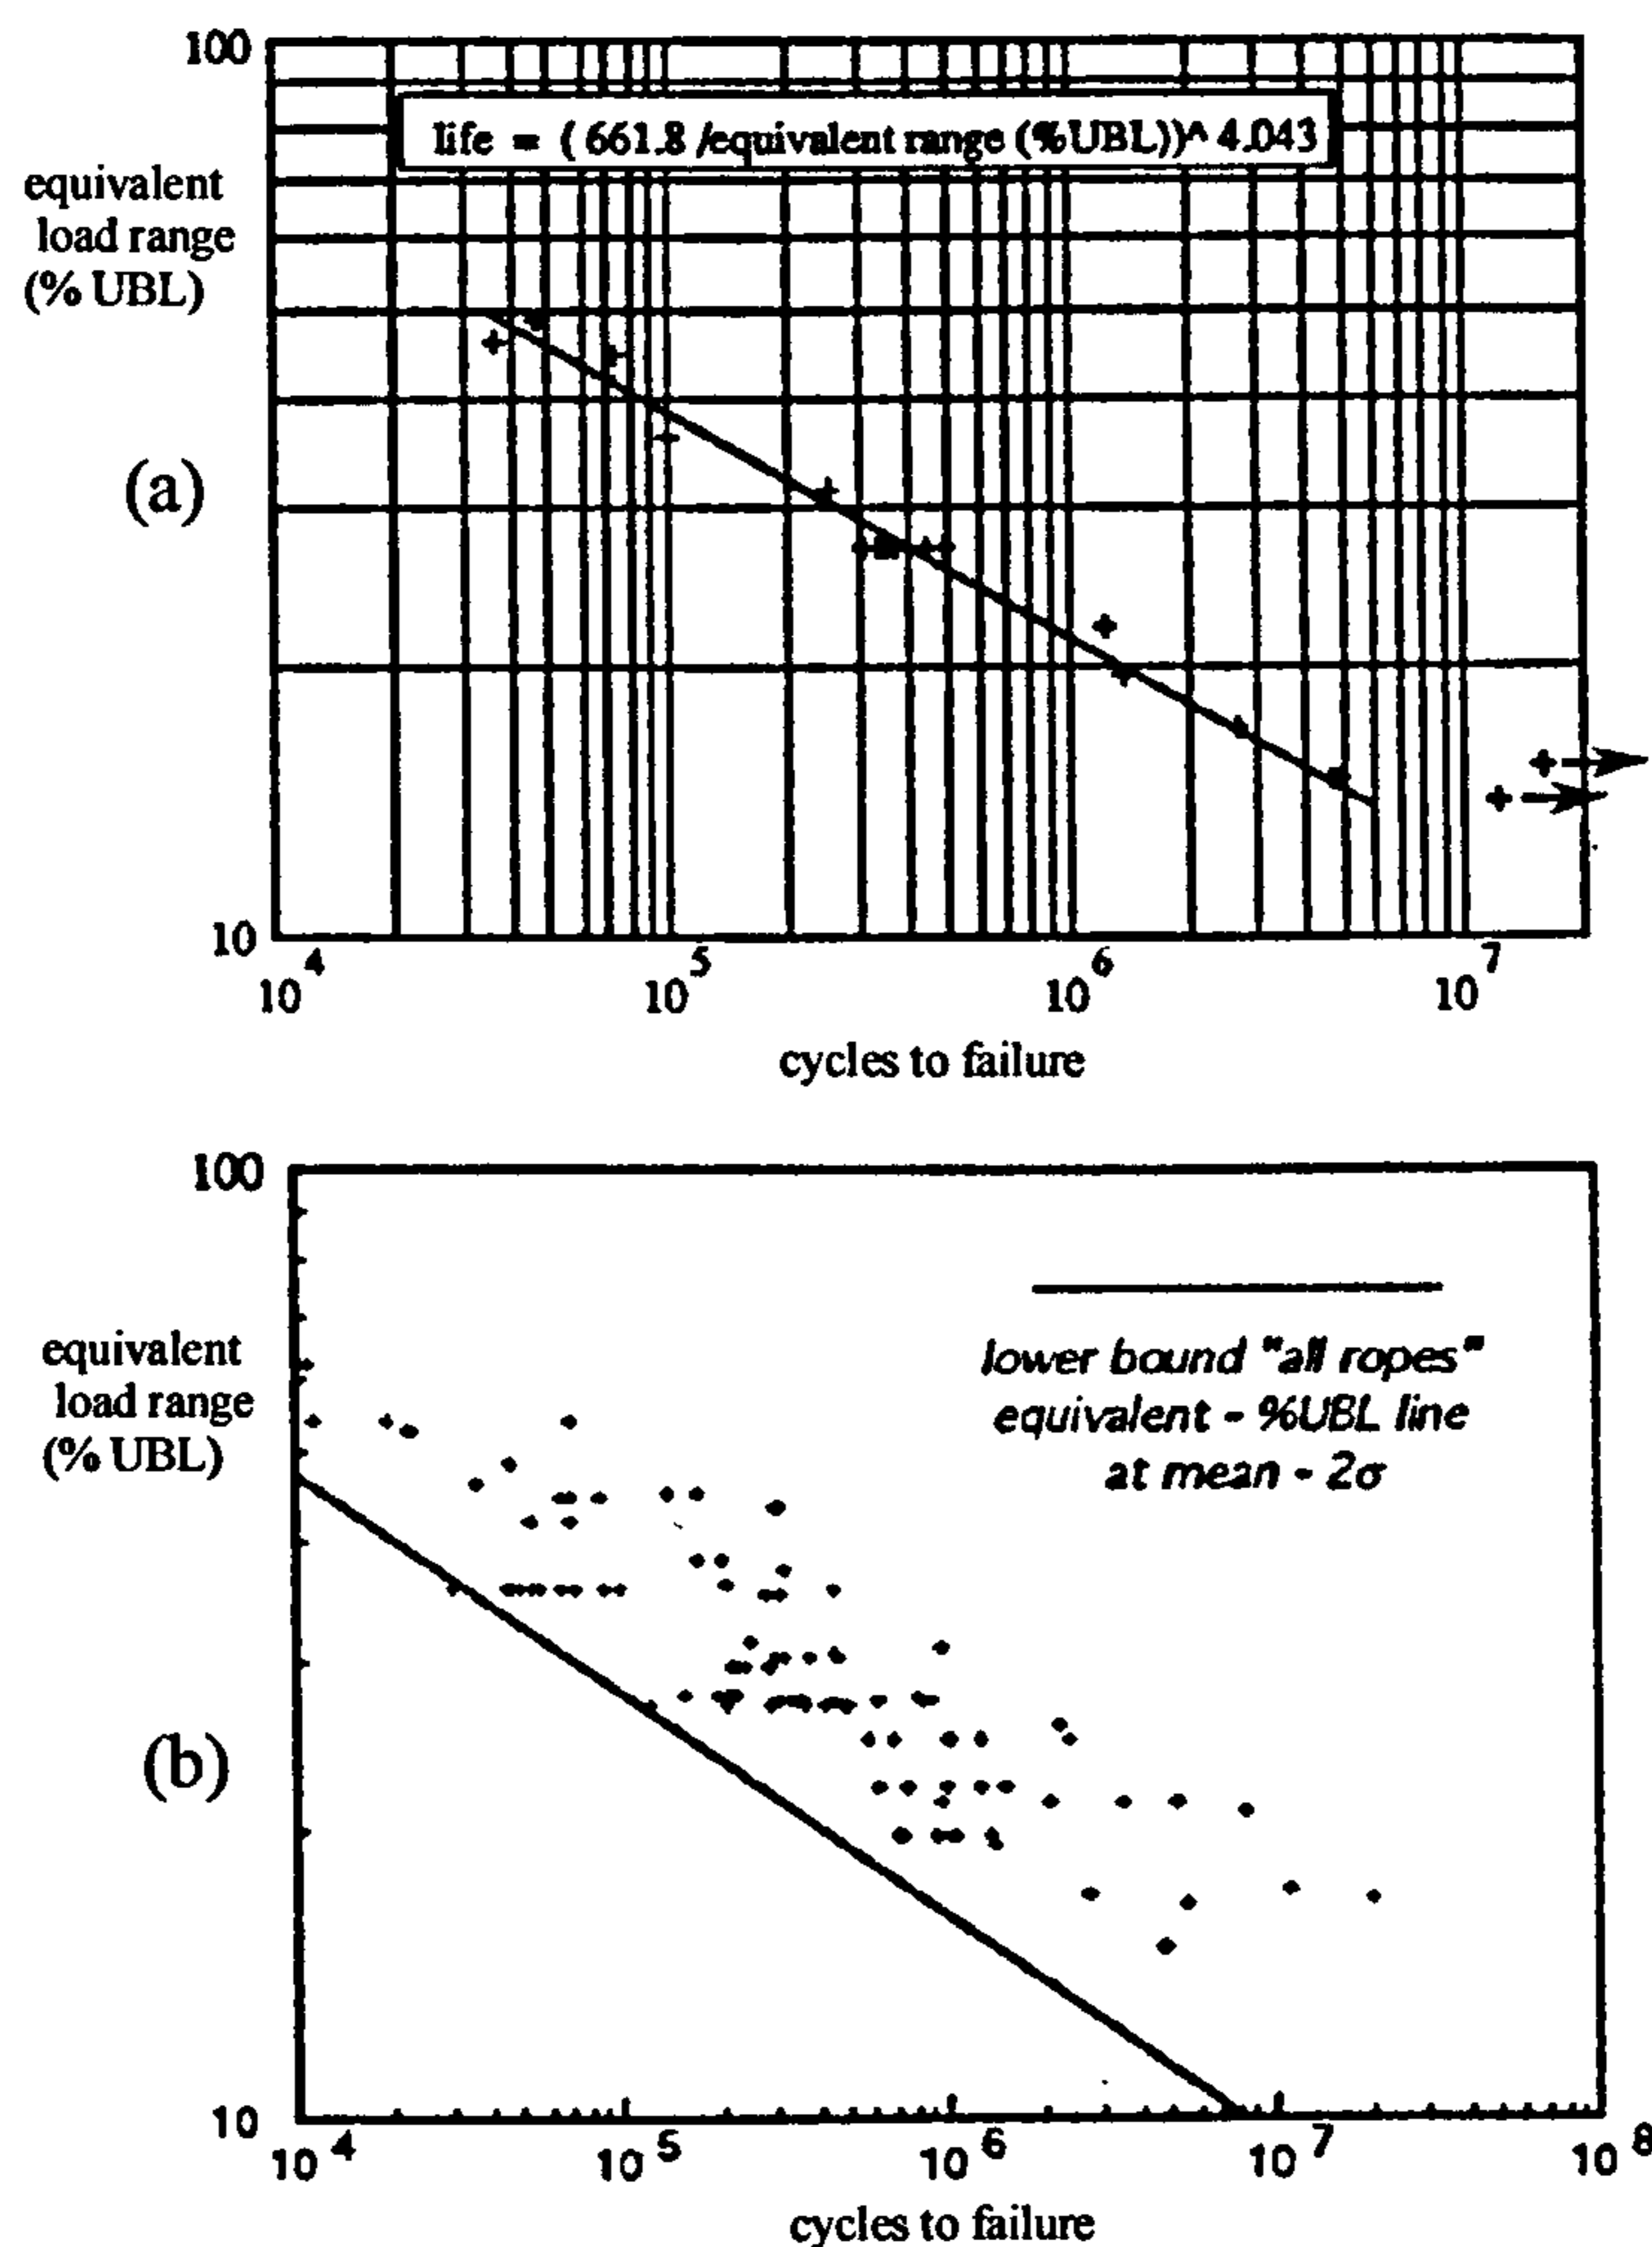 100
life = ( 661.8 /equivalent range (%UBL))^ 4.043
equivalent
load range
(% UBL)
(a)
10
10^4 10^5 10^6 10^7
cycles to failure
100
equivalent
load range
(% UBL)
lower bound "all ropes"
equivalent - %UBL line
at mean - 2σ
(b)
10
10^4 10^5 10^6 10^7 10^8
cycles to failure